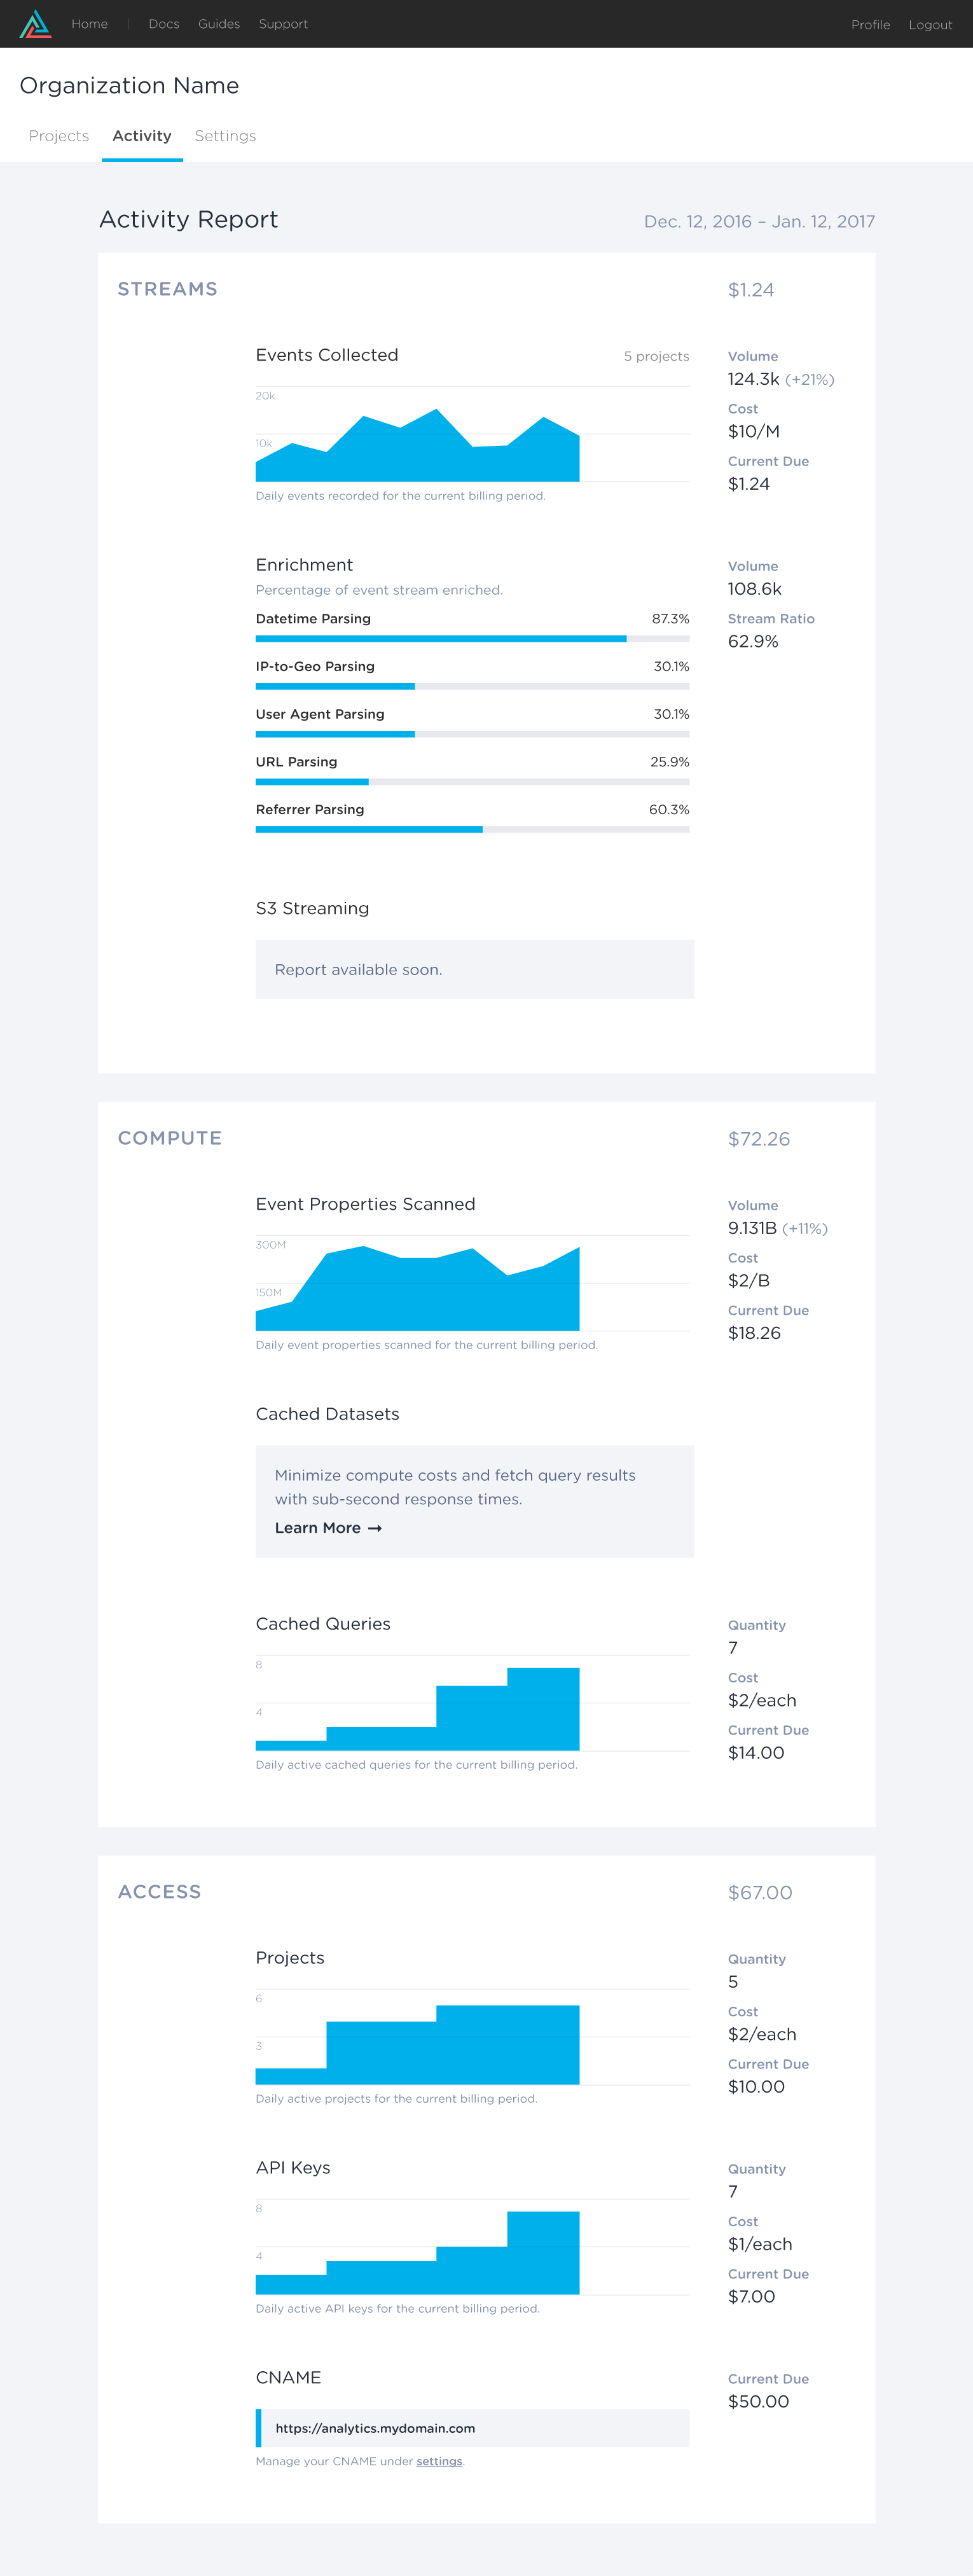 Home | Docs Guides Support Profile Logout
Organization Name
Projects Activity Settings
Activity Report Dec. 12, 2016 – Jan. 12, 2017
STREAMS $1.24
Events Collected 5 projects
20k
10k
Daily events recorded for the current billing period.
Volume
124.3k (+21%)
Cost
$10/M
Current Due
$1.24
Enrichment
Percentage of event stream enriched.
Datetime Parsing 87.3%
IP-to-Geo Parsing 30.1%
User Agent Parsing 30.1%
URL Parsing 25.9%
Referrer Parsing 60.3%
Volume
108.6k
Stream Ratio
62.9%
S3 Streaming
Report available soon.
COMPUTE $72.26
Event Properties Scanned
300M
150M
Daily event properties scanned for the current billing period.
Volume
9.131B (+11%)
Cost
$2/B
Current Due
$18.26
Cached Datasets
Minimize compute costs and fetch query results
with sub-second response times.
Learn More →
Cached Queries
8
4
Daily active cached queries for the current billing period.
Quantity
7
Cost
$2/each
Current Due
$14.00
ACCESS $67.00
Projects
6
3
Daily active projects for the current billing period.
Quantity
5
Cost
$2/each
Current Due
$10.00
API Keys
8
4
Daily active API keys for the current billing period.
Quantity
7
Cost
$1/each
Current Due
$7.00
CNAME
https://analytics.mydomain.com
Manage your CNAME under settings.
Current Due
$50.00